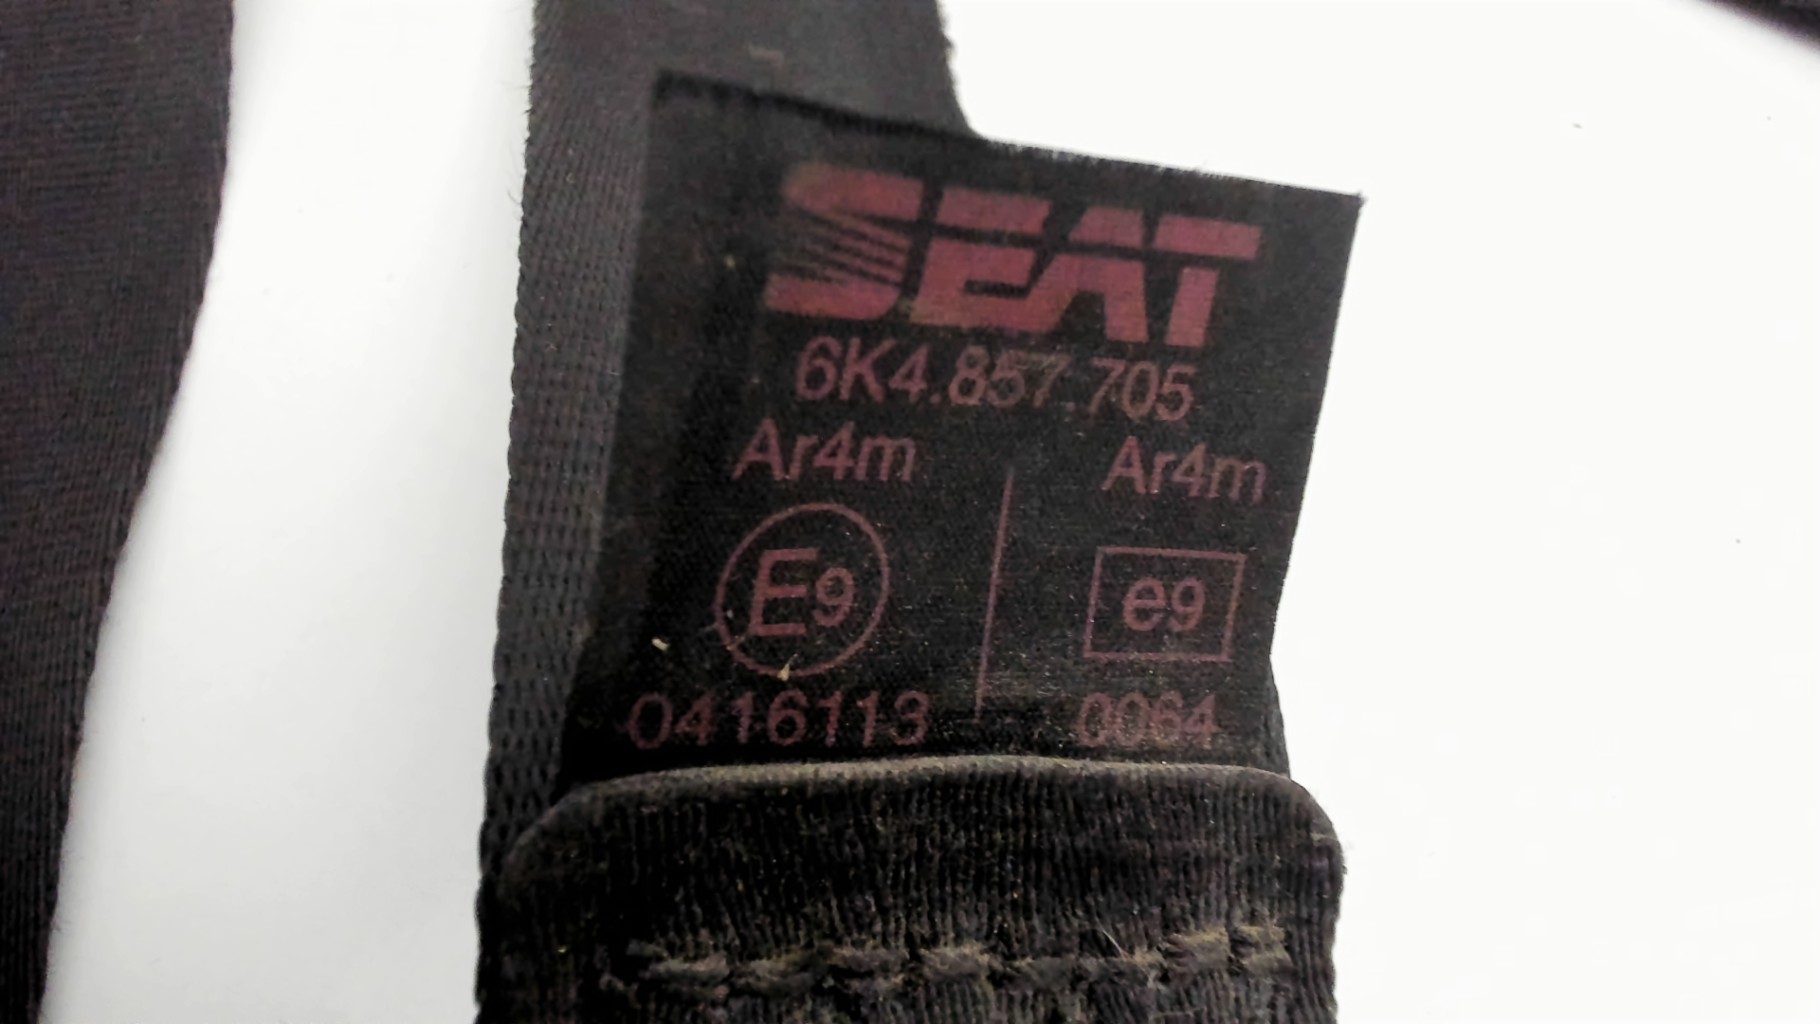 SEAT
6K4.857.705
Ar4m Ar4m
E9 e9
0416113 0064